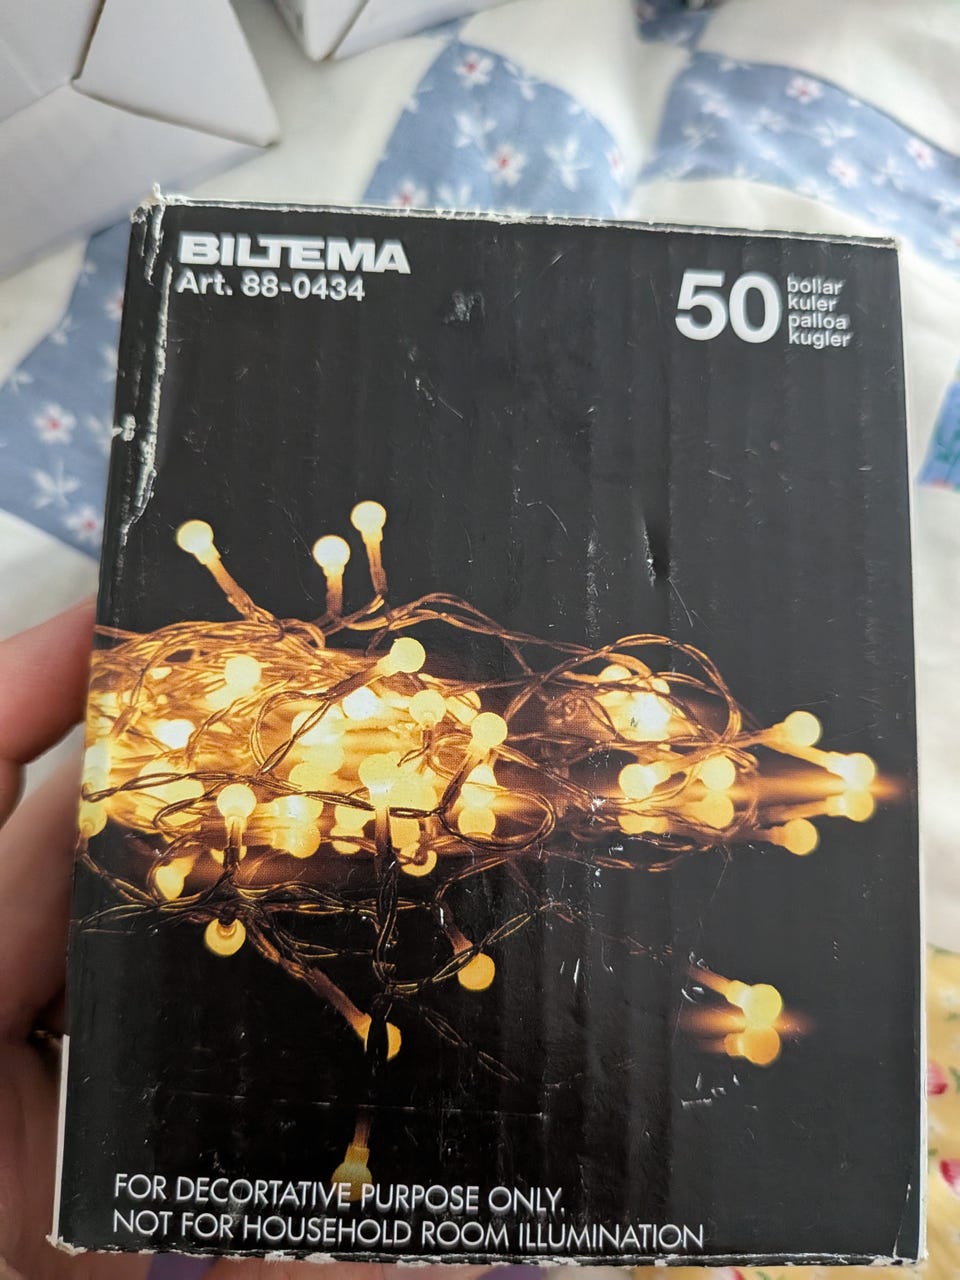 BILTEMA
Art. 88-0434
50 bollar
kuler
palloa
kugler
FOR DECORTATIVE PURPOSE ONLY.
NOT FOR HOUSEHOLD ROOM ILLUMINATION